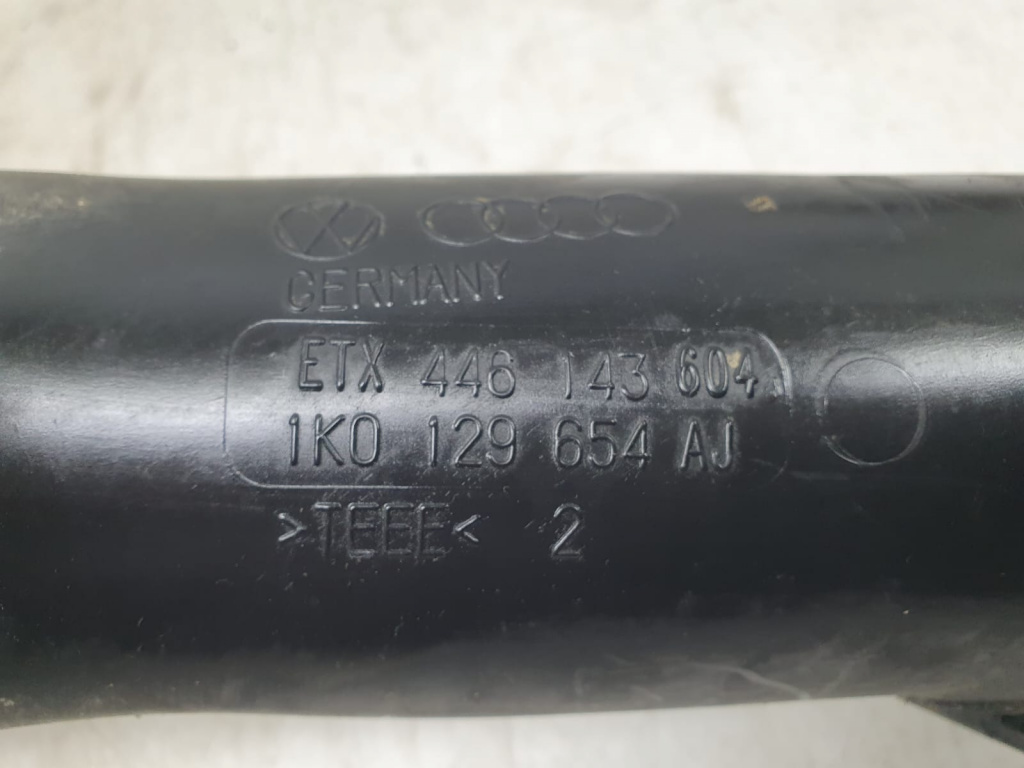 GERMANY
ETX 446 143 604
1K0 129 654 AJ
>TEEE< 2